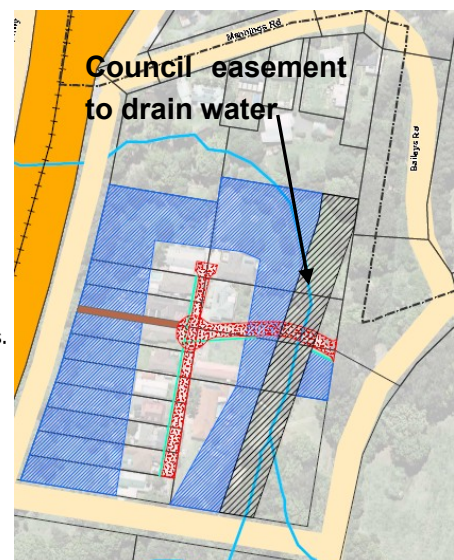 Mannings Rd
Council easement
to drain water
Baileys Rd
s.